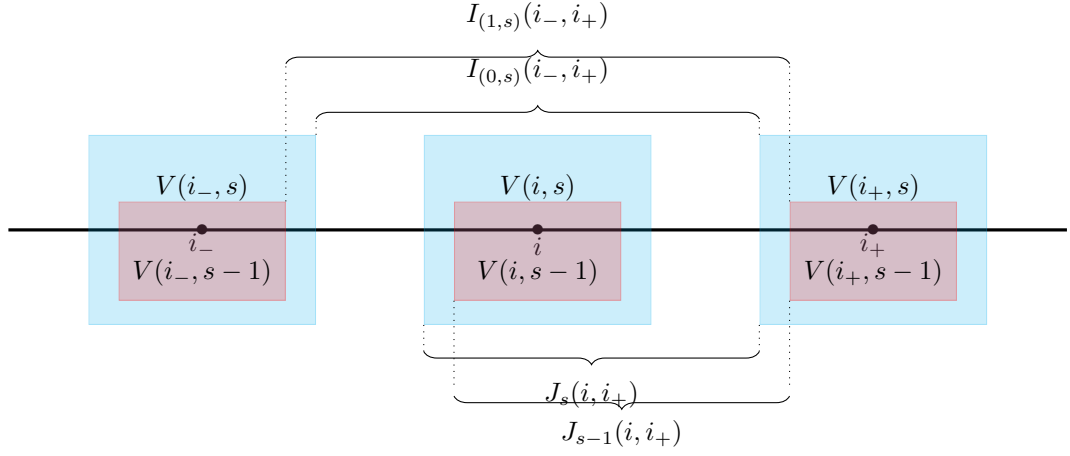 I_{(1,s)}(i_−, i_+)
I_{(0,s)}(i_−, i_+)
V(i_−, s) V(i, s) V(i_+, s)
i_− i i_+
V(i_−, s − 1) V(i, s − 1) V(i_+, s − 1)
J_s(i, i_+)
J_{s−1}(i, i_+)